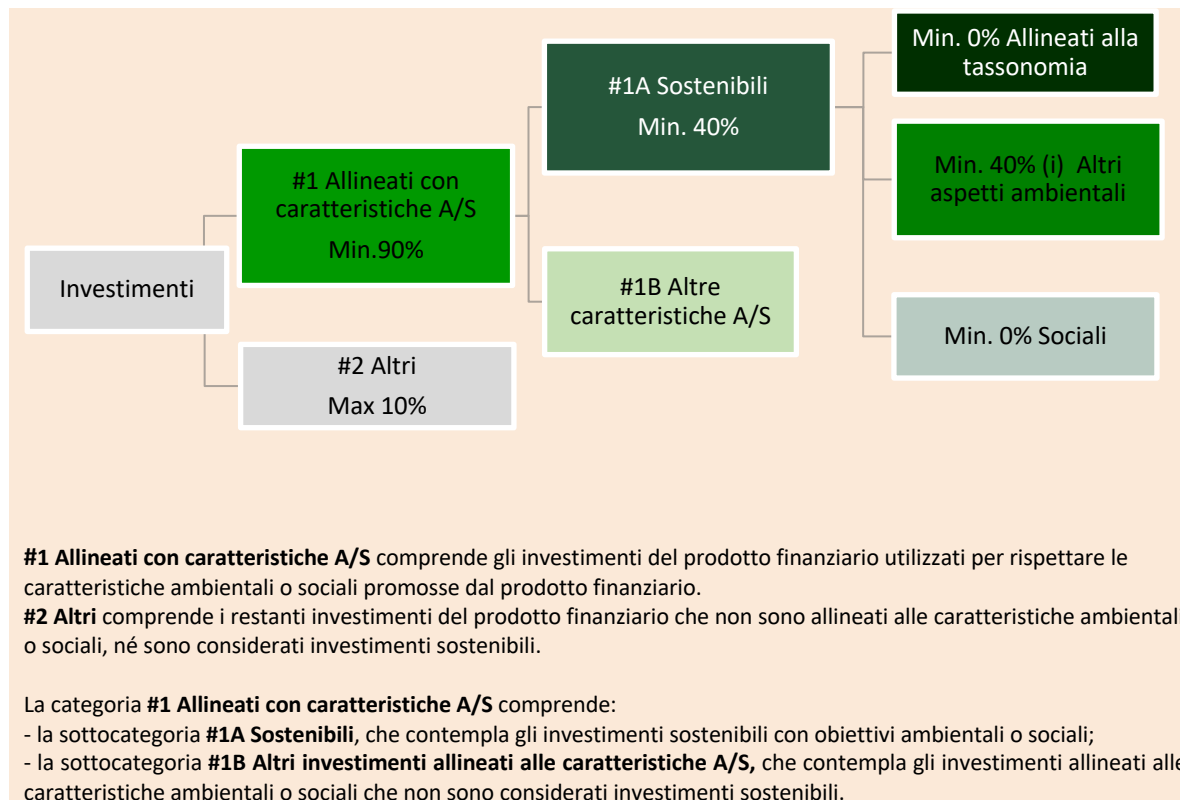 Min. 0% Allineati alla
tassonomia
#1A Sostenibili
Min. 40%
#1 Allineati con
caratteristiche A/S
Min.90%
Min. 40% (i)  Altri
aspetti ambientali
Investimenti
#1B Altre
caratteristiche A/S
Min. 0% Sociali
#2 Altri
Max 10%
#1 Allineati con caratteristiche A/S comprende gli investimenti del prodotto finanziario utilizzati per rispettare le
caratteristiche ambientali o sociali promosse dal prodotto finanziario.
#2 Altri comprende i restanti investimenti del prodotto finanziario che non sono allineati alle caratteristiche ambientali
o sociali, né sono considerati investimenti sostenibili.
La categoria #1 Allineati con caratteristiche A/S comprende:
- la sottocategoria #1A Sostenibili, che contempla gli investimenti sostenibili con obiettivi ambientali o sociali;
- la sottocategoria #1B Altri investimenti allineati alle caratteristiche A/S, che contempla gli investimenti allineati alle
caratteristiche ambientali o sociali che non sono considerati investimenti sostenibili.